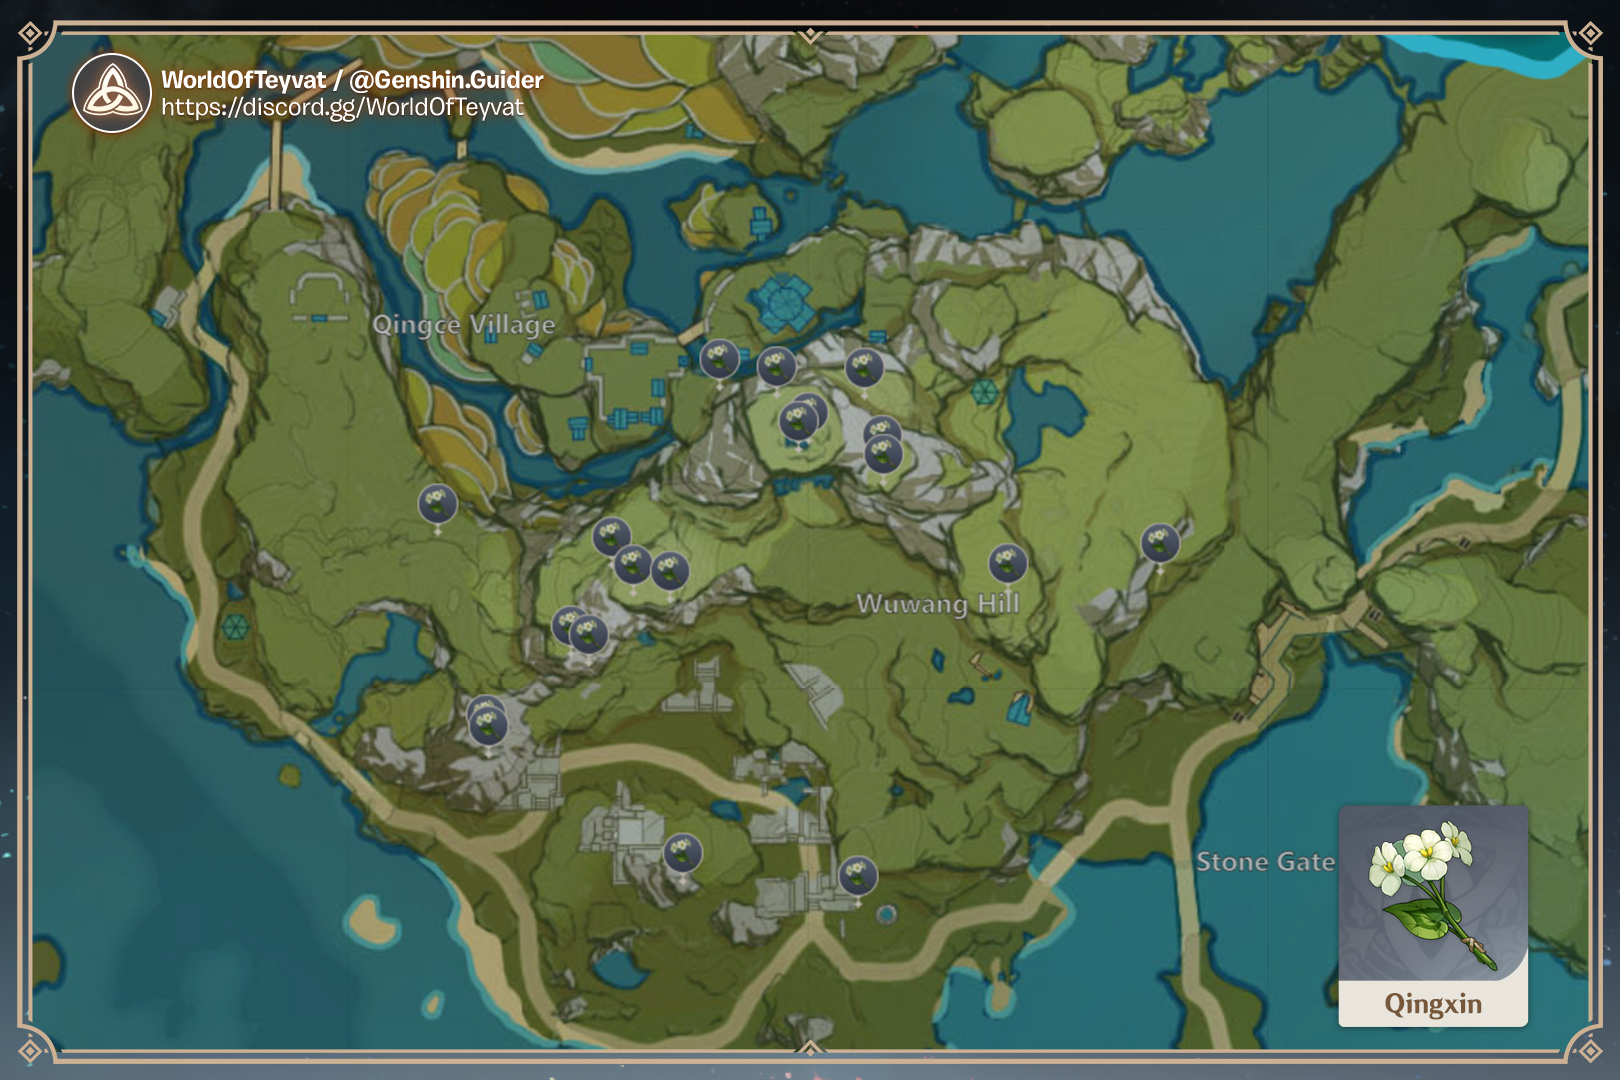 WorldOfTeyvat / @Genshin.Guider
https://discord.gg/WorldOfTeyvat
Qingce Village
Wuwang Hill
Stone Gate
Qingxin